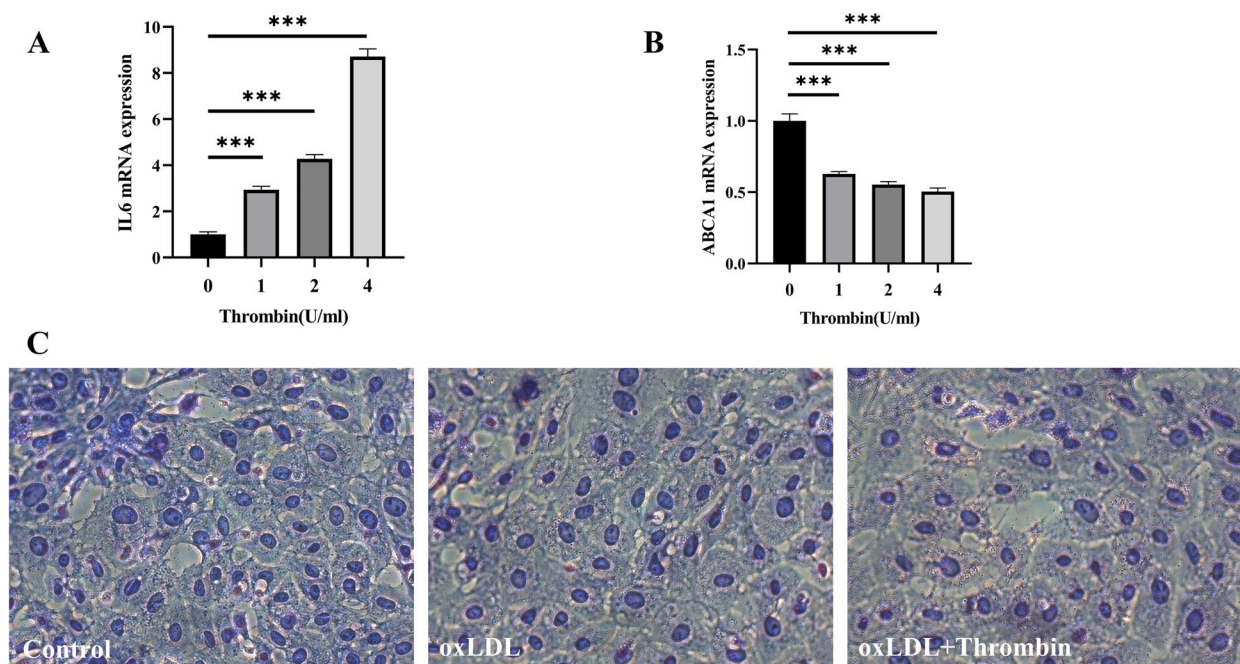 A
IL6 mRNA expression
10
8
6
4
2
0
***
***
***
0 1 2 4
Thrombin(U/ml)
B
ABCA1 mRNA expression
1.5
1.0
0.5
0.0
***
***
***
0 1 2 4
Thrombin(U/ml)
C
Control
oxLDL
oxLDL+Thrombin